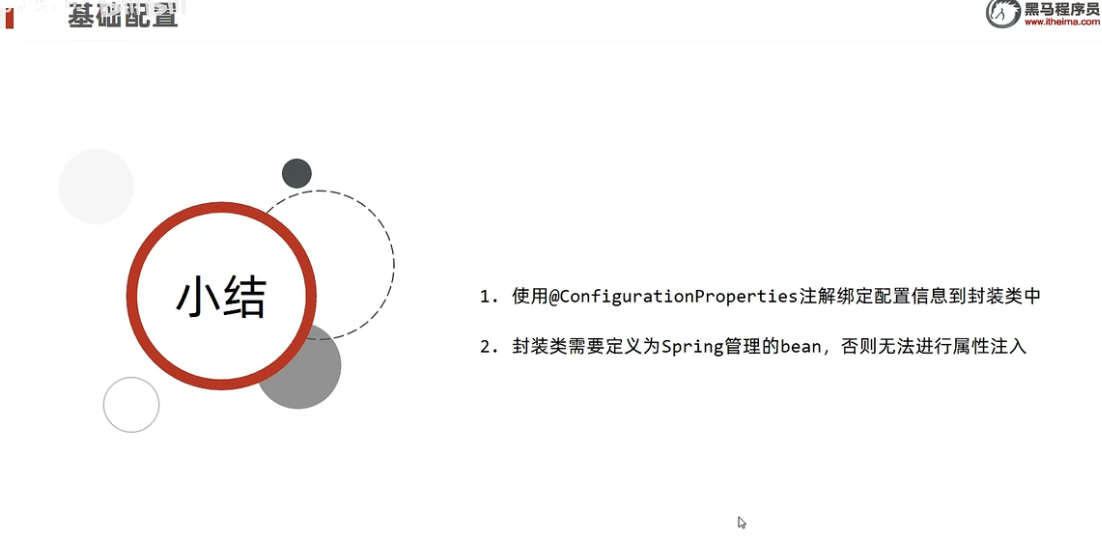 基础配置
黑马程序员
www.itheima.com
小结
1. 使用@ConfigurationProperties注解绑定配置信息到封装类中
2. 封装类需要定义为Spring管理的bean，否则无法进行属性注入